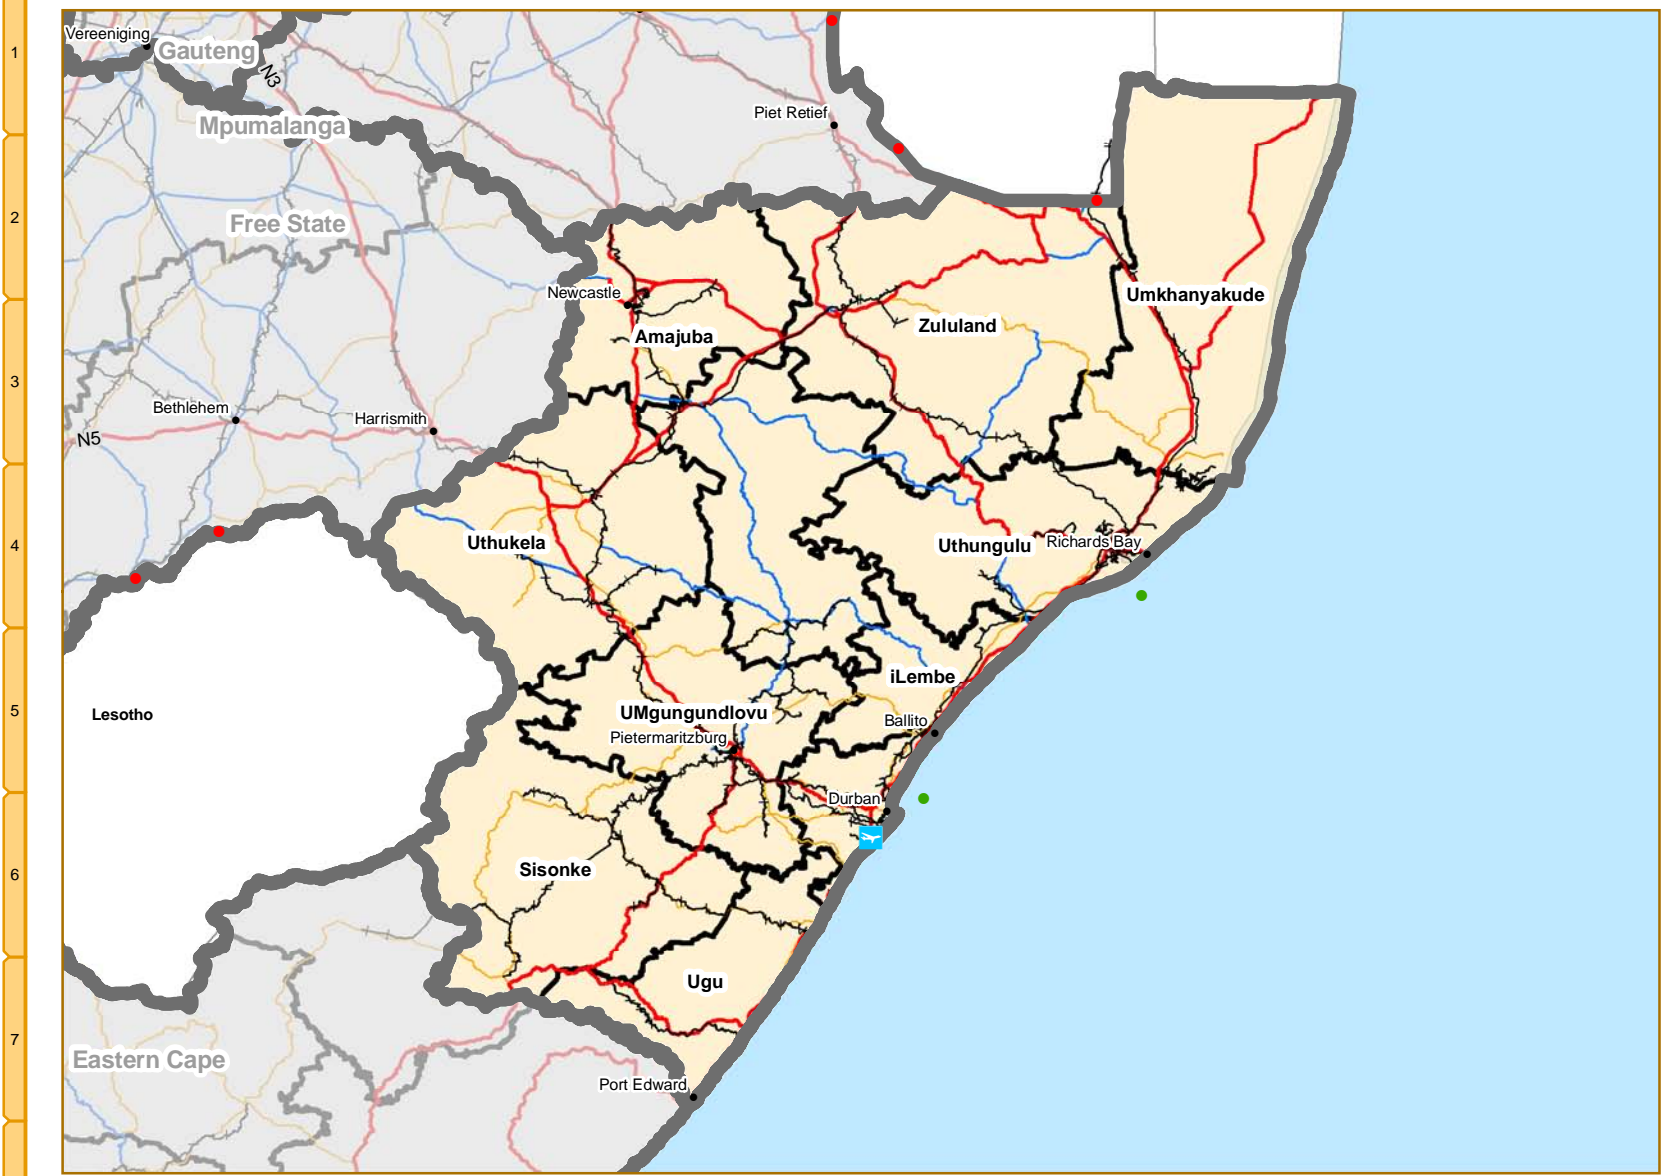 Vereeniging
1
Gauteng
N3
Piet Retief
Mpumalanga
2
Free State
Newcastle
Umkhanyakude
Zululand
Amajuba
3
Bethlehem
Harrismith
N5
Uthukela
Uthungulu
Richards Bay
4
iLembe
Lesotho
UMgungundlovu
5
Ballito
Pietermaritzburg
Durban
Sisonke
6
Ugu
7
Eastern Cape
Port Edward